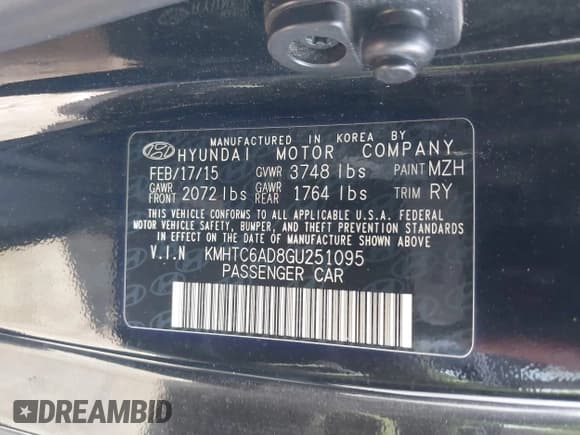 MANUFACTURED IN KOREA BY
HYUNDAI MOTOR COMPANY
FEB/17/15 GVWR 3748 lbs PAINT MZH
GAWR FRONT 2072 lbs GAWR REAR 1764 lbs TRIM RY
THIS VEHICLE CONFORMS TO ALL APPLICABLE U.S.A. FEDERAL
MOTOR VEHICLE SAFETY, BUMPER, AND THEFT PREVENTION STANDARDS
IN EFFECT ON THE DATE OF MANUFACTURE SHOWN ABOVE.
V.I.N KMHTC6AD8GU251095
PASSENGER CAR
DREAMBID